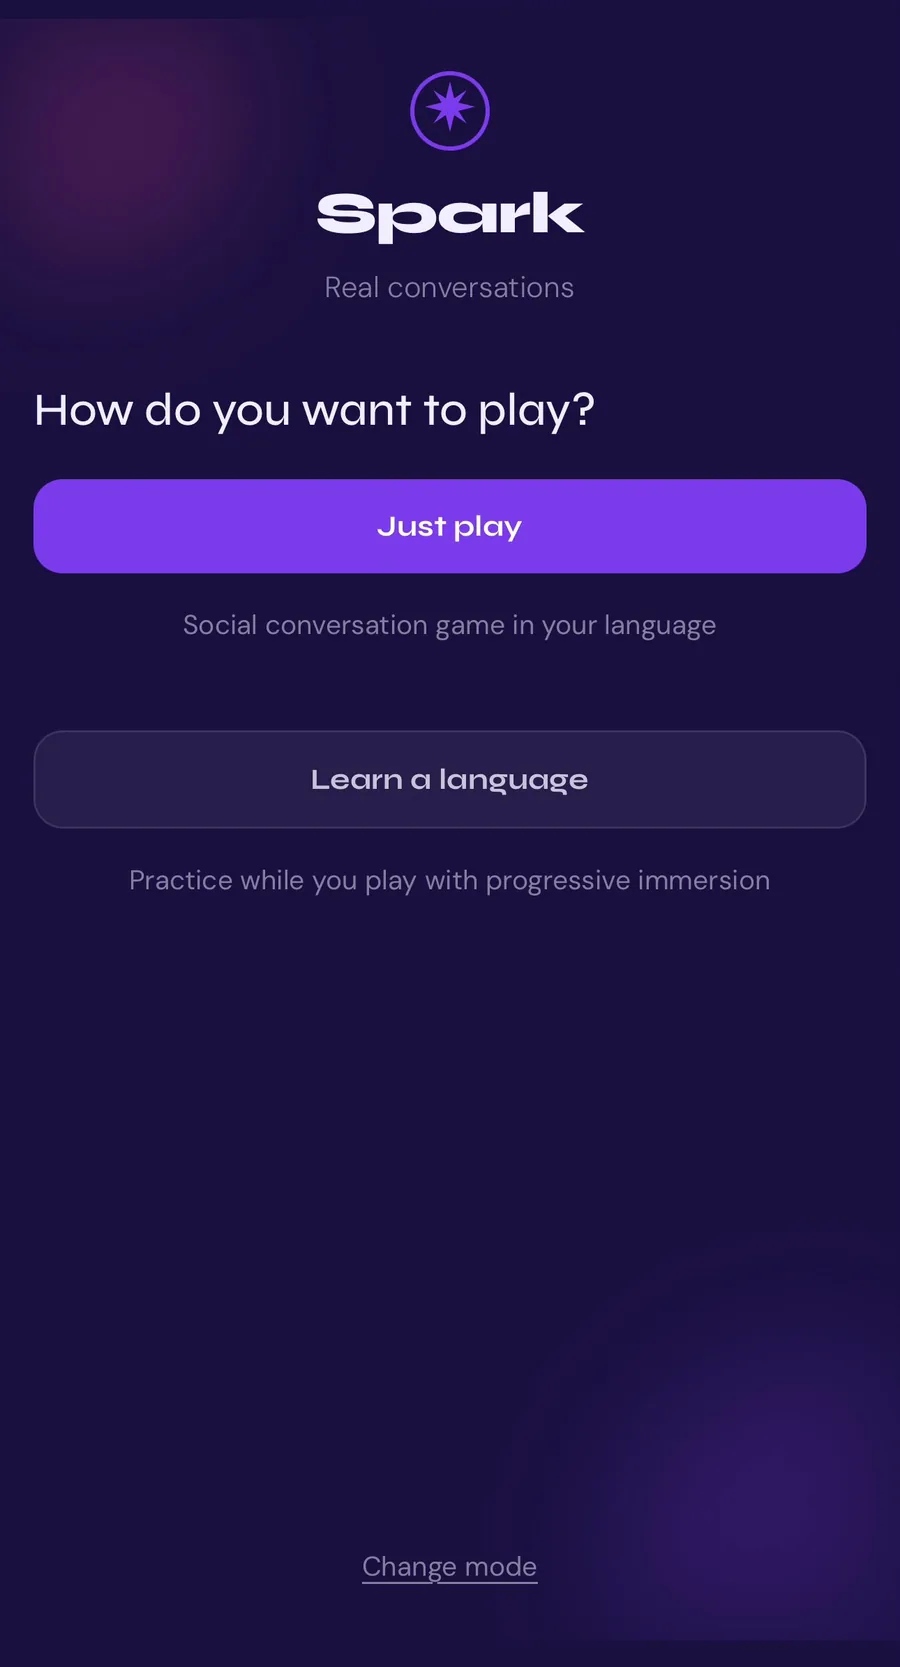 Spark
Real conversations
How do you want to play?
Just play
Social conversation game in your language
Learn a language
Practice while you play with progressive immersion
Change mode